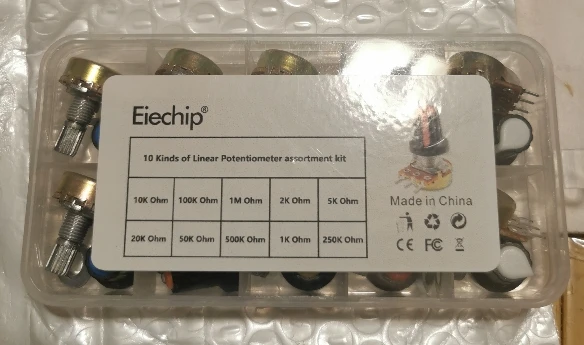 Eiechip®
10 Kinds of Linear Potentiometer assortment kit
10K Ohm 100K Ohm 1M Ohm 2K Ohm 5K Ohm
20K Ohm 50K Ohm 500K Ohm 1K Ohm 250K Ohm
Made in China
CE FC